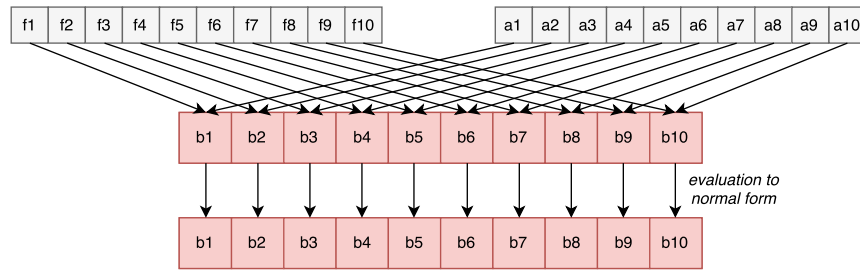 f1 f2 f3 f4 f5 f6 f7 f8 f9 f10 a1 a2 a3 a4 a5 a6 a7 a8 a9 a10
b1 b2 b3 b4 b5 b6 b7 b8 b9 b10
evaluation to
normal form
b1 b2 b3 b4 b5 b6 b7 b8 b9 b10